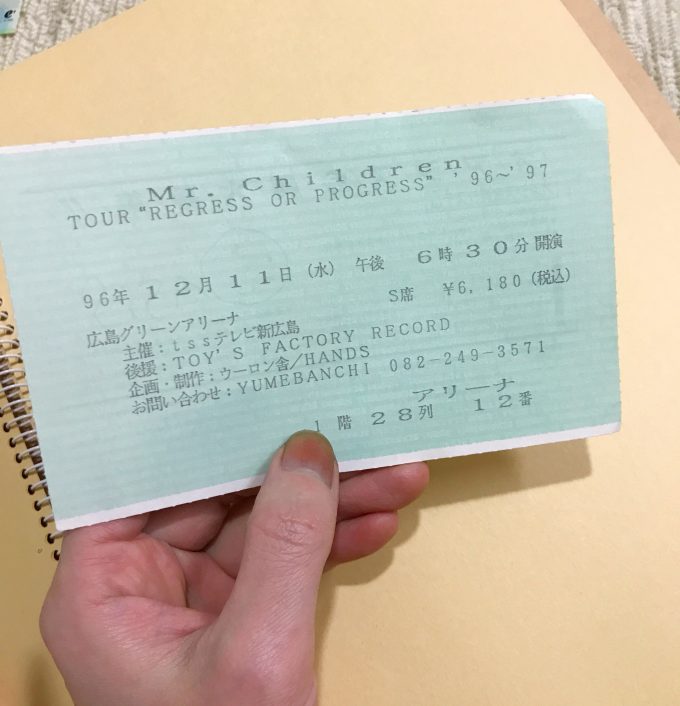 Mr. Children
TOUR "REGRESS OR PROGRESS" '96~'97
96年 12月11日(水) 午後 6時30分開演
S席 ¥6,180(税込)
広島グリーンアリーナ
主催:tssテレビ新広島
後援:TOY'S FACTORY RECORD
企画・制作:ウーロン舎/HANDS
お問い合わせ:YUMEBANCHI 082-249-3571
アリーナ
1階 28列 12番